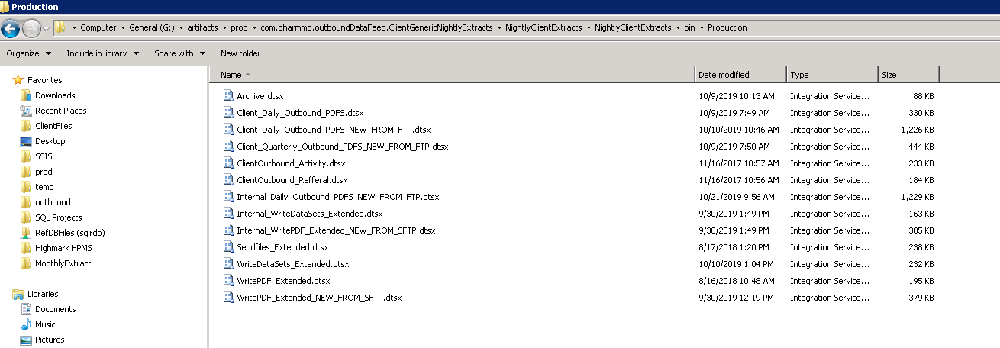 Production
Computer General (G:) artifacts prod com.pharmmd.outboundDataFeed.ClientGenericNightlyExtracts NightlyClientExtracts NightlyClientExtracts bin Production
Organize Include in library Share with New folder
Favorites
Downloads
Recent Places
ClientFiles
Desktop
SSIS
prod
temp
outbound
SQL Projects
RefDBFiles (sqlrdp)
Highmark HPMS
MonthlyExtract
Libraries
Documents
Music
Pictures
Name Date modified Type Size
Archive.dtsx 10/9/2019 10:13 AM Integration Service... 88 KB
Client_Daily_Outbound_PDFS.dtsx 10/9/2019 7:49 AM Integration Service... 330 KB
Client_Daily_Outbound_PDFS_NEW_FROM_FTP.dtsx 10/10/2019 10:46 AM Integration Service... 1,226 KB
Client_Quarterly_Outbound_PDFS_NEW_FROM_FTP.dtsx 10/9/2019 7:50 AM Integration Service... 444 KB
ClientOutbound_Activity.dtsx 11/16/2017 10:57 AM Integration Service... 233 KB
ClientOutbound_Refferal.dtsx 11/16/2017 10:56 AM Integration Service... 184 KB
Internal_Daily_Outbound_PDFS_NEW_FROM_FTP.dtsx 10/21/2019 9:56 AM Integration Service... 1,229 KB
Internal_WriteDataSets_Extended.dtsx 9/30/2019 1:49 PM Integration Service... 163 KB
Internal_WritePDF_Extended_NEW_FROM_SFTP.dtsx 9/30/2019 1:49 PM Integration Service... 385 KB
Sendfiles_Extended.dtsx 8/17/2018 1:20 PM Integration Service... 238 KB
WriteDataSets_Extended.dtsx 10/10/2019 1:04 PM Integration Service... 232 KB
WritePDF_Extended.dtsx 8/16/2018 10:48 AM Integration Service... 195 KB
WritePDF_Extended_NEW_FROM_SFTP.dtsx 9/30/2019 12:19 PM Integration Service... 379 KB